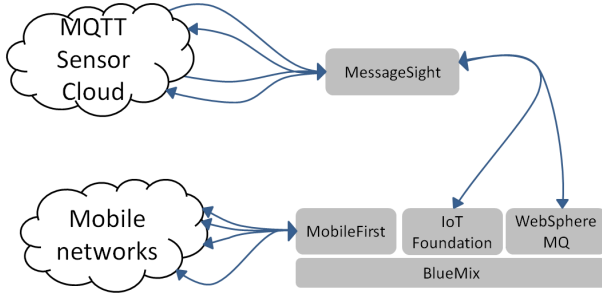 MQTT
Sensor
Cloud
MessageSight
Mobile
networks
MobileFirst
IoT
Foundation
WebSphere
MQ
BlueMix